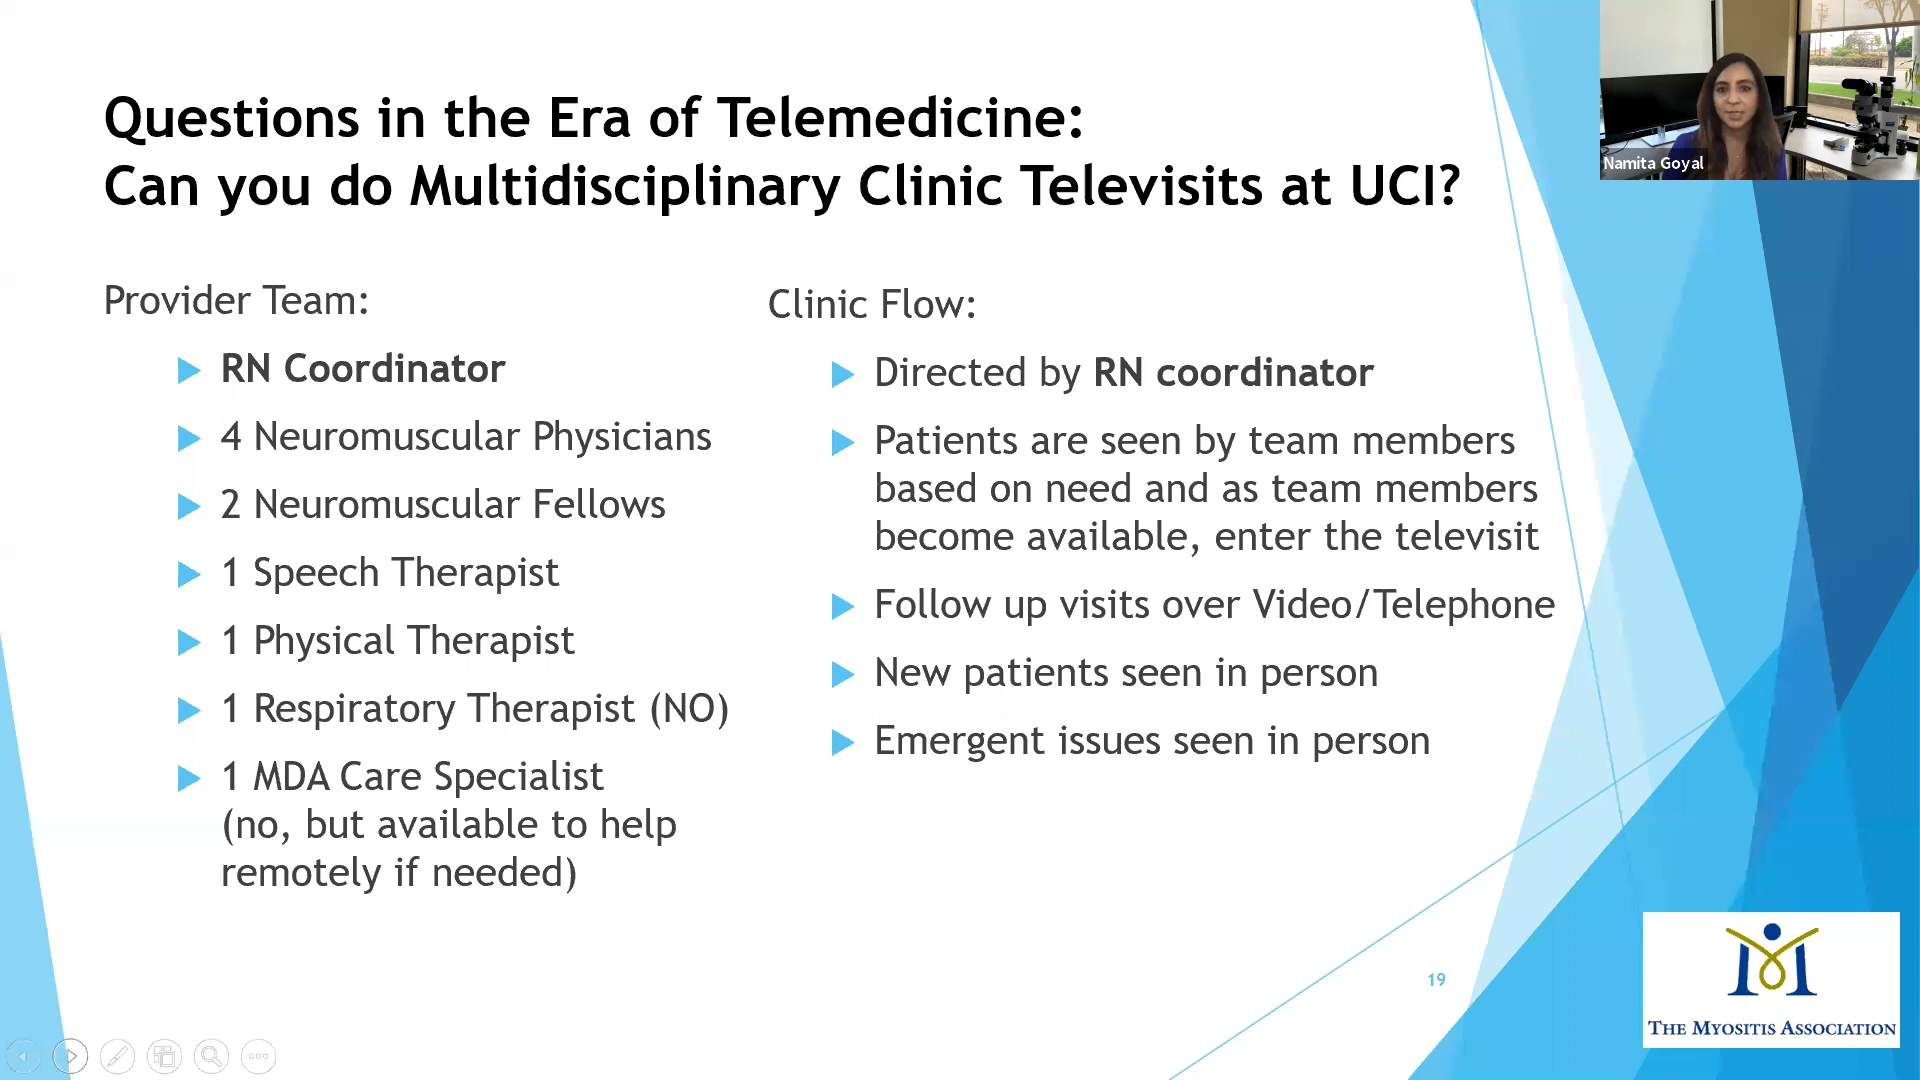 Questions in the Era of Telemedicine:
Can you do Multidisciplinary Clinic Televisits at UCI?
Namita Goyal
Provider Team:
RN Coordinator
4 Neuromuscular Physicians
2 Neuromuscular Fellows
1 Speech Therapist
1 Physical Therapist
1 Respiratory Therapist (NO)
1 MDA Care Specialist
(no, but available to help
remotely if needed)
Clinic Flow:
Directed by RN coordinator
Patients are seen by team members
based on need and as team members
become available, enter the televisit
Follow up visits over Video/Telephone
New patients seen in person
Emergent issues seen in person
19
THE MYOSITIS ASSOCIATION